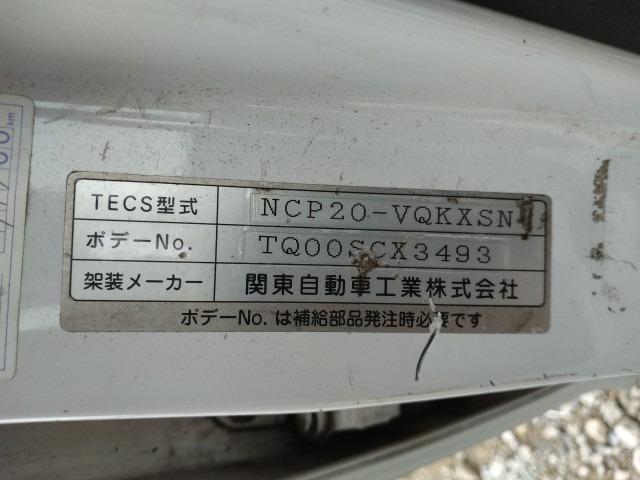 TECS型式 NCP20-VQKXSN
ボデーNo. TQ00SCX3493
架装メーカー 関東自動車工業株式会社
ボデーNo. は補給部品発注時必要です
km